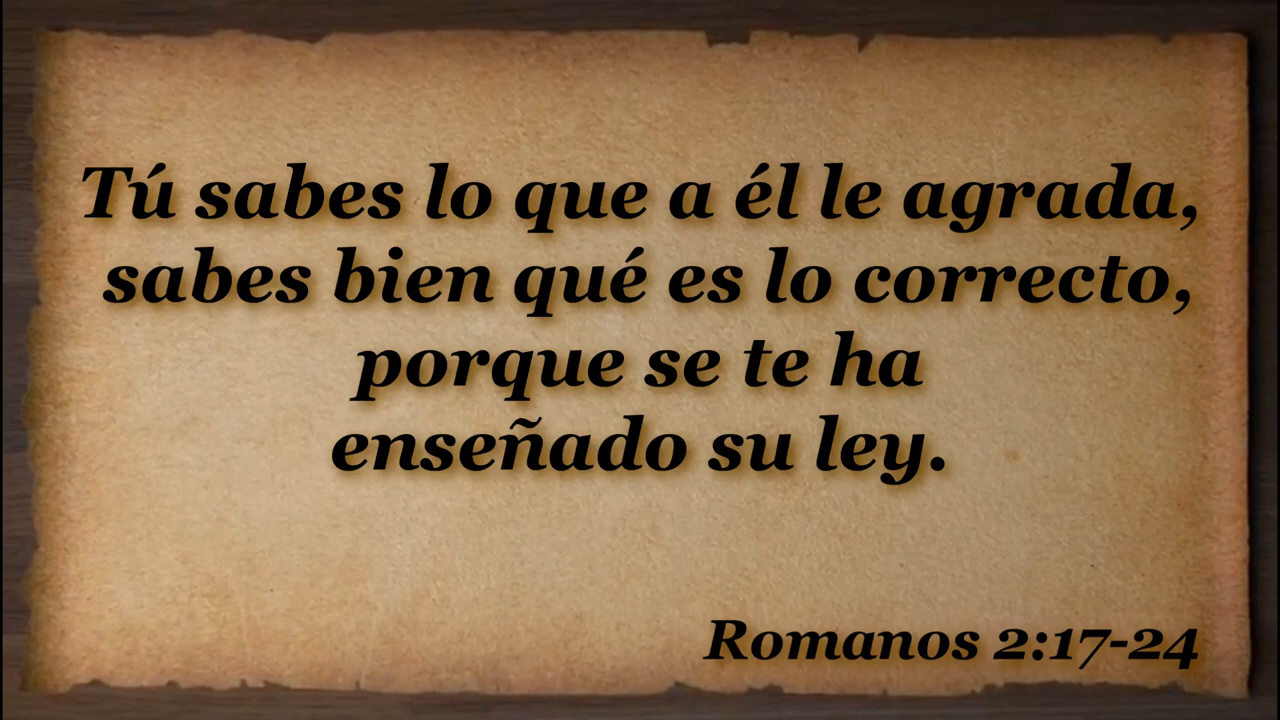 Tú sabes lo que a él le agrada,
sabes bien qué es lo correcto,
porque se te ha
enseñado su ley.
Romanos 2:17-24